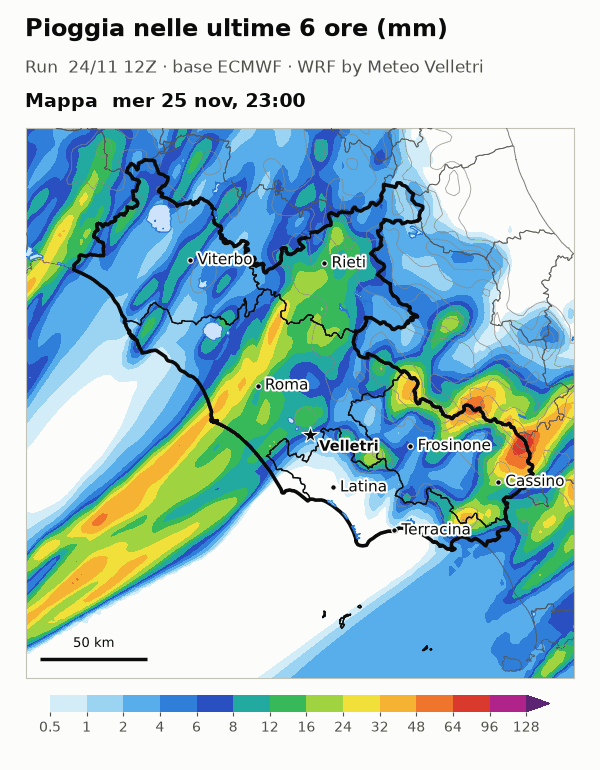 Pioggia nelle ultime 6 ore (mm)
Run  24/11 12Z · base ECMWF · WRF by Meteo Velletri
Mappa  mer 25 nov, 23:00
Viterbo
Rieti
Roma
Velletri
Frosinone
Latina
Cassino
Terracina
50 km
0.5 1 2 4 6 8 12 16 24 32 48 64 96 128